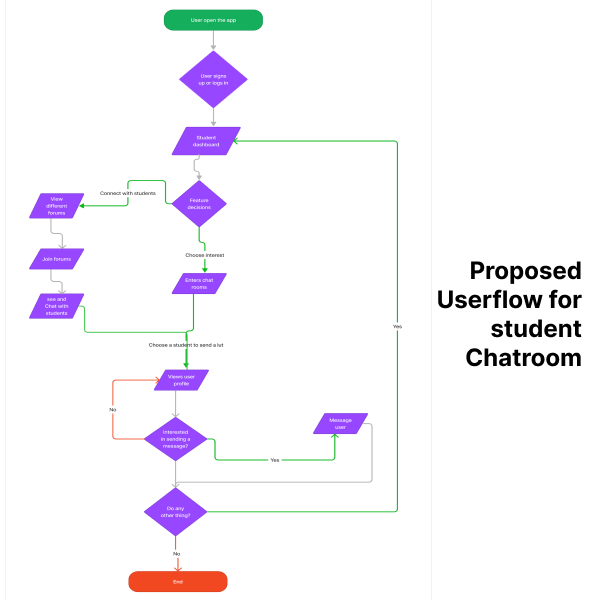 User open the app
User signs
up or logs in
Student
dashboard
Connect with students
Feature
decisions
View
different
forums
Choose interest
Join forums
Enters chat
rooms
see and
Chat with
students
Choose a student to send a iut
Views user
profile
No
Interested
in sending a
message?
Yes
Message
user
Yes
Do any
other thing?
No
End
Proposed
Userflow for
student
Chatroom